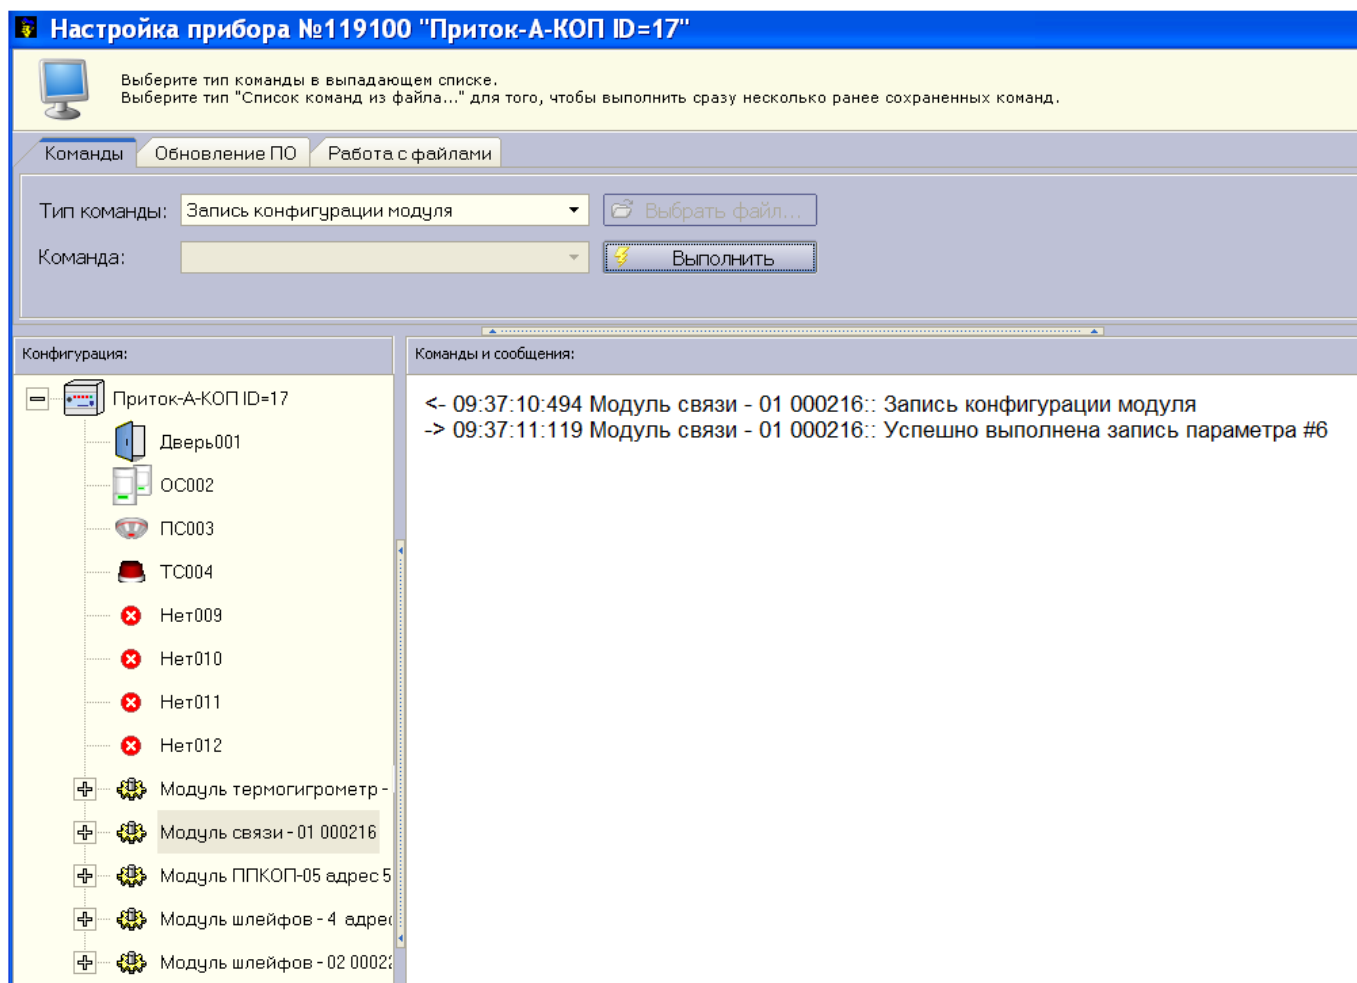 Настройка прибора №119100 "Приток-А-КОП ID=17"
Выберите тип команды в выпадающем списке.
Выберите тип "Список команд из файла..." для того, чтобы выполнить сразу несколько ранее сохраненных команд.
Команды Обновление ПО Работа с файлами
Тип команды: Запись конфигурации модуля Выбрать файл...
Команда: Выполнить
Конфигурация: Команды и сообщения:
Приток-А-КОП ID=17
Дверь001
ОС002
ПС003
ТС004
Нет009
Нет010
Нет011
Нет012
Модуль термогигрометр -
Модуль связи - 01 000216
Модуль ППКОП-05 адрес 5
Модуль шлейфов - 4 адрес
Модуль шлейфов - 02 00022
<- 09:37:10:494 Модуль связи - 01 000216:: Запись конфигурации модуля
-> 09:37:11:119 Модуль связи - 01 000216:: Успешно выполнена запись параметра #6